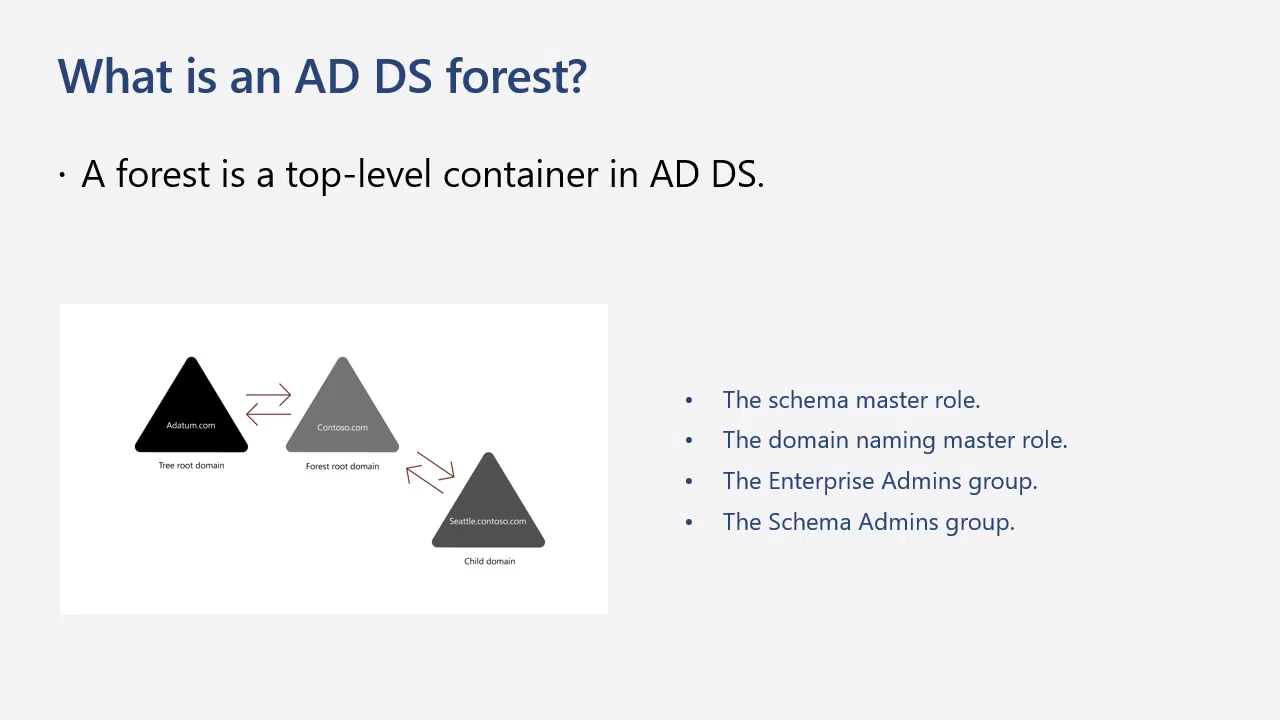 What is an AD DS forest?
· A forest is a top-level container in AD DS.
Adatum.com
Tree root domain
Contoso.com
Forest root domain
Seattle.contoso.com
Child domain
• The schema master role.
• The domain naming master role.
• The Enterprise Admins group.
• The Schema Admins group.